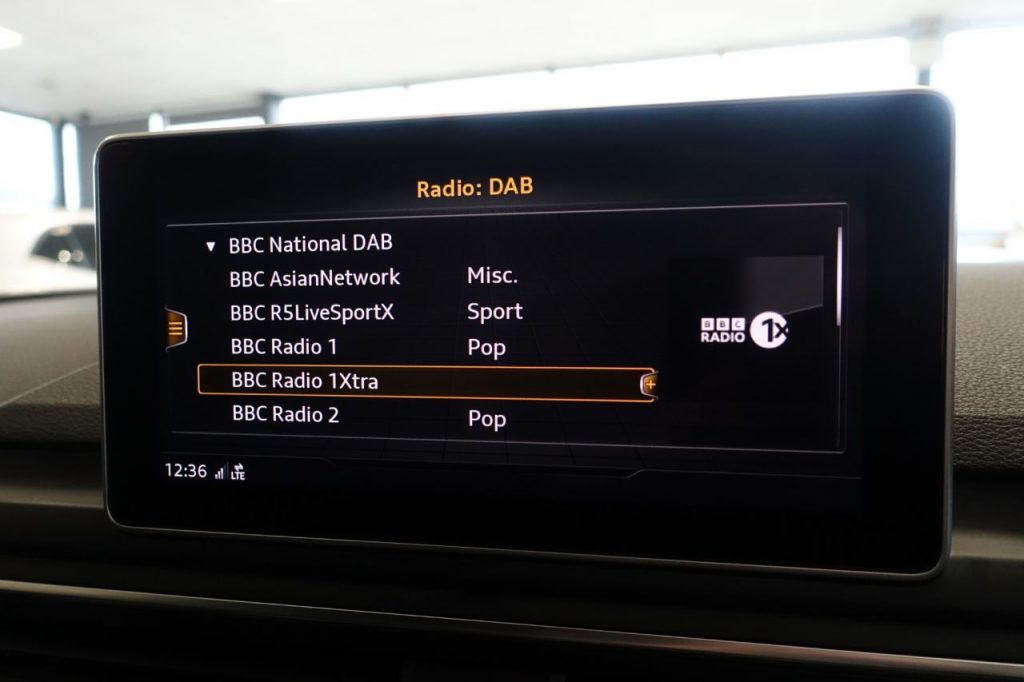 Radio: DAB
BBC National DAB
BBC AsianNetwork Misc.
BBC R5LiveSportX Sport
BBC Radio 1 Pop
BBC Radio 1Xtra
BBC Radio 2 Pop
BBC
RADIO 1x
12:36 LTE